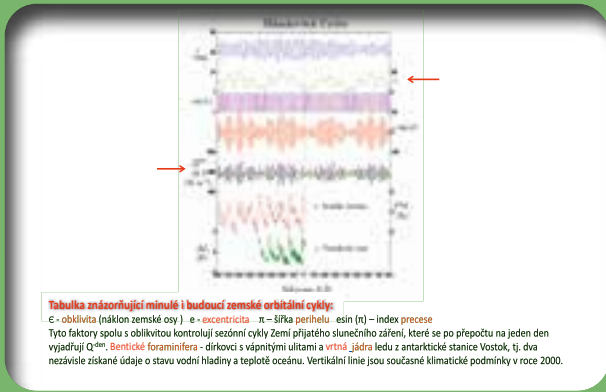 Tabulka znázorňující minulé i budoucí zemské orbitální cykly:
Є - obklivita (náklon zemské osy ) e - excentricita π – šířka perihelu esin (π) – index precese
Tyto faktory spolu s oblikvitou kontrolují sezónní cykly Zemí přijatého slunečního záření, které se po přepočtu na jeden den
vyjadřují Q-den. Bentické foraminifera - dírkovci s vápnitými ulitami a vrtná jádra ledu z antarktické stanice Vostok, tj. dva
nezávisle získané údaje o stavu vodní hladiny a teplotě oceánu. Vertikální linie jsou současné klimatické podmínky v roce 2000.